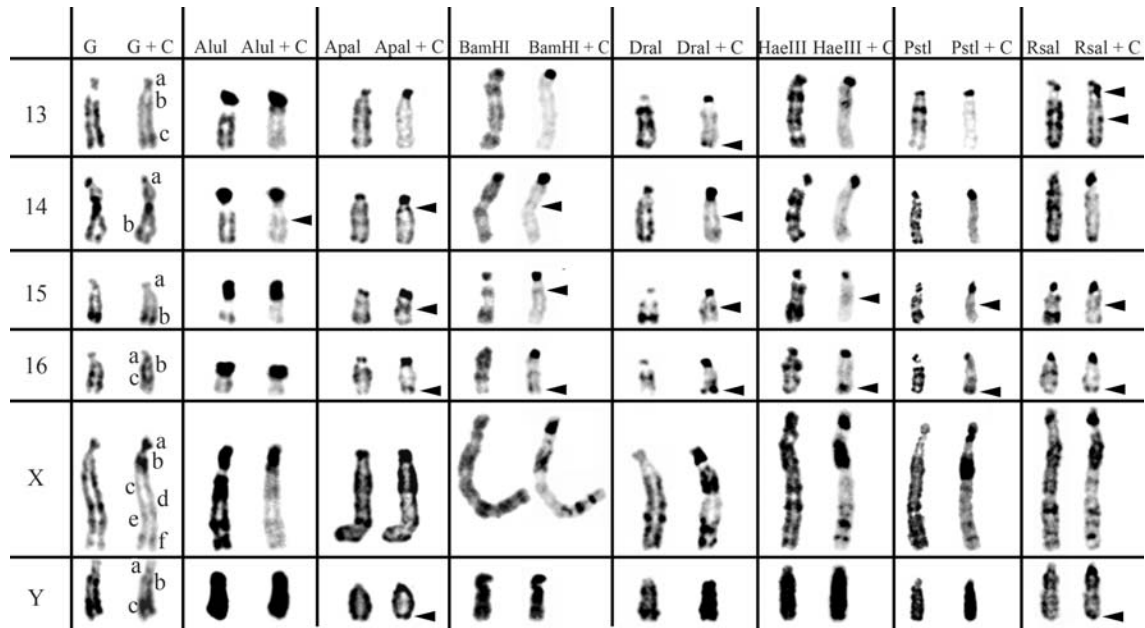 G G + C AluI AluI + C ApaI ApaI + C BamHI BamHI + C DraI DraI + C HaeIII HaeIII + C PstI PstI + C RsaI RsaI + C
13 a
b
c
14 a
b
15 a
b
16 a b
c
X a
b
c d
e
f
Y a b
c